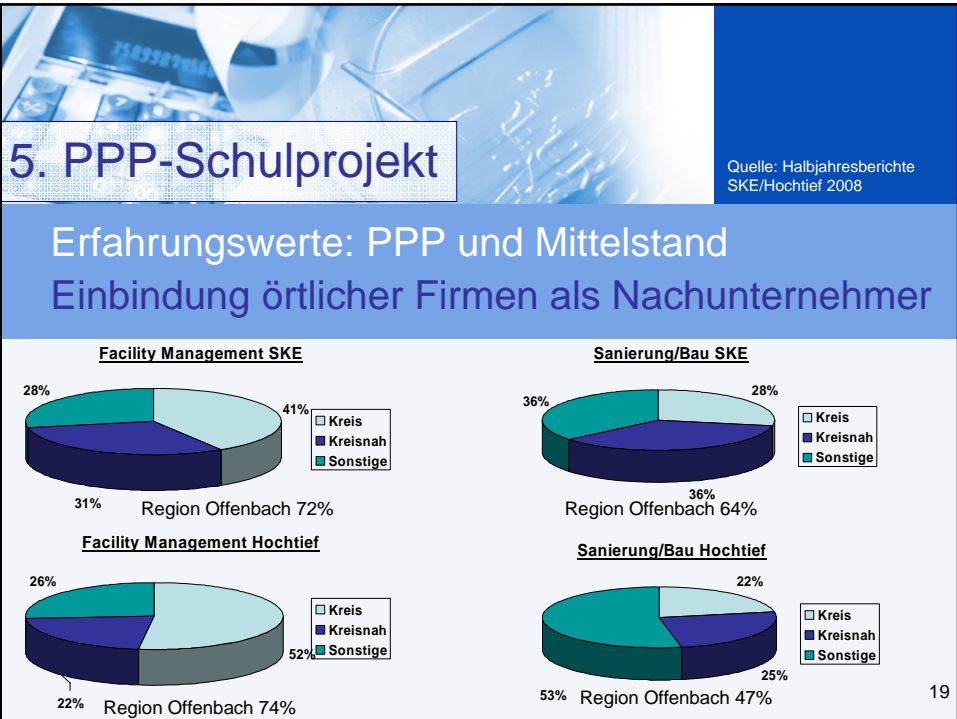 5. PPP-Schulprojekt
Quelle: Halbjahresberichte
SKE/Hochtief 2008
Erfahrungswerte: PPP und Mittelstand
Einbindung örtlicher Firmen als Nachunternehmer
Facility Management SKE
28%
41%
31%
Kreis
Kreisnah
Sonstige
Region Offenbach 72%
Sanierung/Bau SKE
36%
28%
36%
Kreis
Kreisnah
Sonstige
Region Offenbach 64%
Facility Management Hochtief
26%
52%
22%
Kreis
Kreisnah
Sonstige
Region Offenbach 74%
Sanierung/Bau Hochtief
22%
25%
53%
Kreis
Kreisnah
Sonstige
Region Offenbach 47%
19